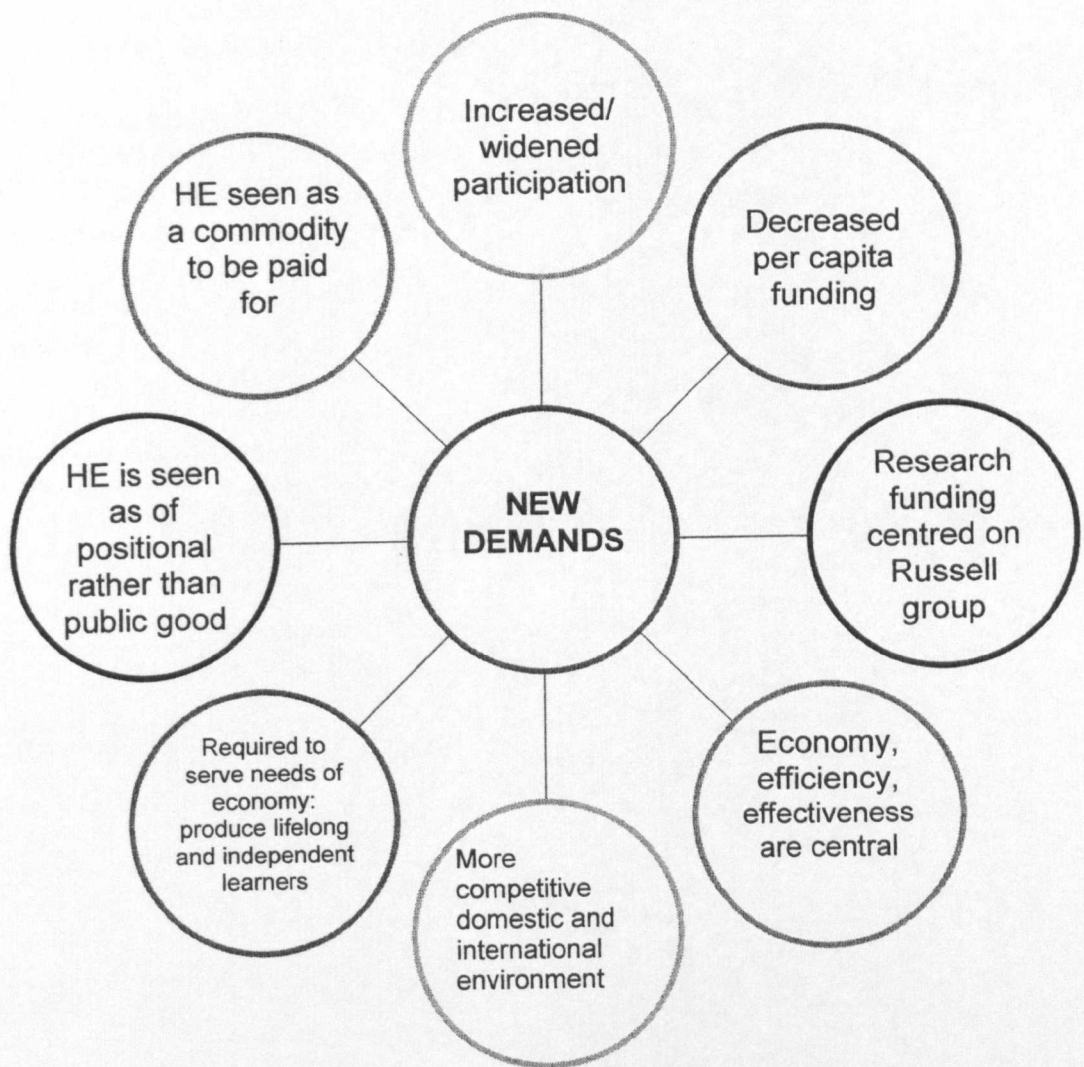 Increased/
widened
participation
Decreased
per capita
funding
Research
funding
centred on
Russell
group
Economy,
efficiency,
effectiveness
are central
More
competitive
domestic and
international
environment
Required to
serve needs of
economy:
produce lifelong
and independent
learners
HE is seen
as of
positional
rather than
public good
HE seen as
a commodity
to be paid
for
NEW
DEMANDS